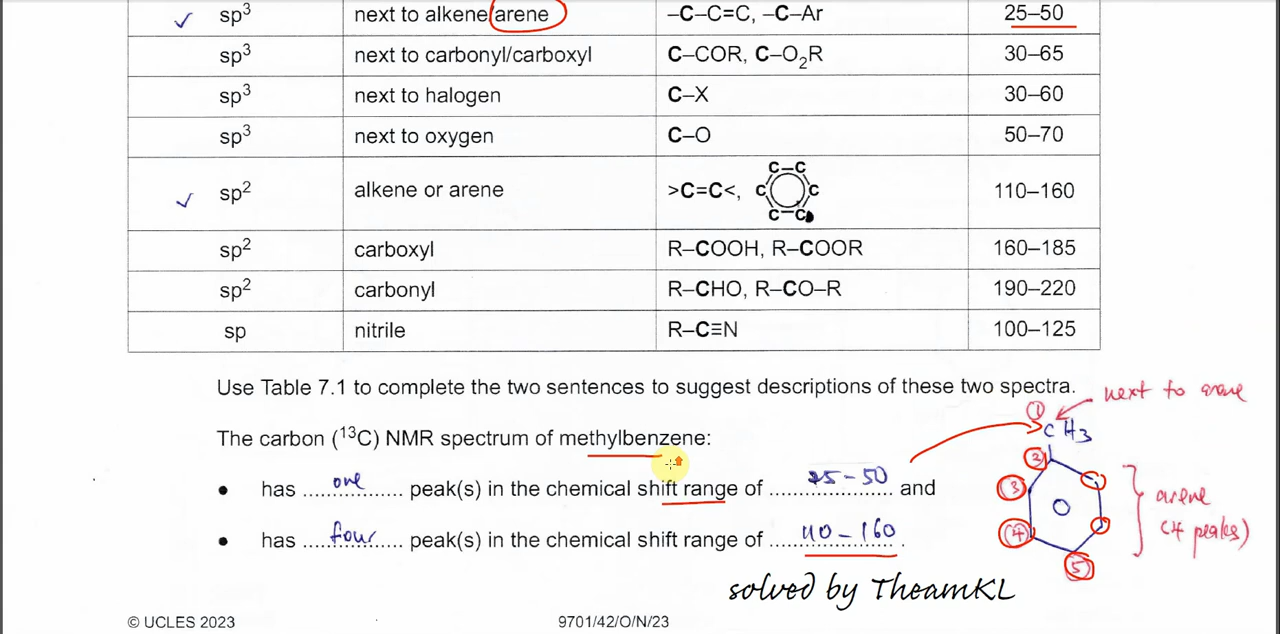 ✓ sp³ next to alkene/arene –C–C=C, –C–Ar 25–50
sp³ next to carbonyl/carboxyl C–COR, C–O₂R 30–65
sp³ next to halogen C–X 30–60
sp³ next to oxygen C–O 50–70
✓ sp² alkene or arene >C=C<, C C–C C C–C C 110–160
sp² carboxyl R–COOH, R–COOR 160–185
sp² carbonyl R–CHO, R–CO–R 190–220
sp nitrile R–C≡N 100–125
Use Table 7.1 to complete the two sentences to suggest descriptions of these two spectra.
next to arene
The carbon (¹³C) NMR spectrum of methylbenzene:
① CH3
• has one peak(s) in the chemical shift range of 25-50 and
② ③ ④ ⑤
arene
(4 peaks)
• has four peak(s) in the chemical shift range of 110-160.
solved by TheamKL
© UCLES 2023 9701/42/O/N/23